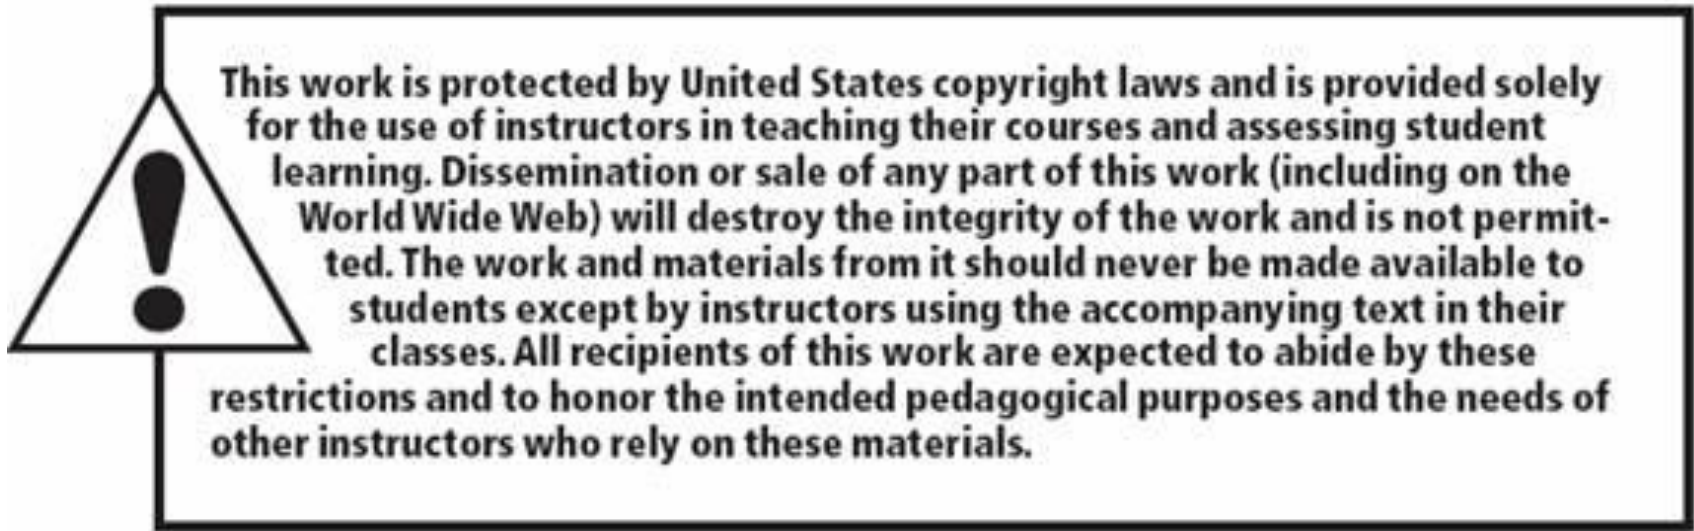 This work is protected by United States copyright laws and is provided solely
for the use of instructors in teaching their courses and assessing student
learning. Dissemination or sale of any part of this work (including on the
World Wide Web) will destroy the integrity of the work and is not permit-
ted. The work and materials from it should never be made available to
students except by instructors using the accompanying text in their
classes. All recipients of this work are expected to abide by these
restrictions and to honor the intended pedagogical purposes and the needs of
other instructors who rely on these materials.